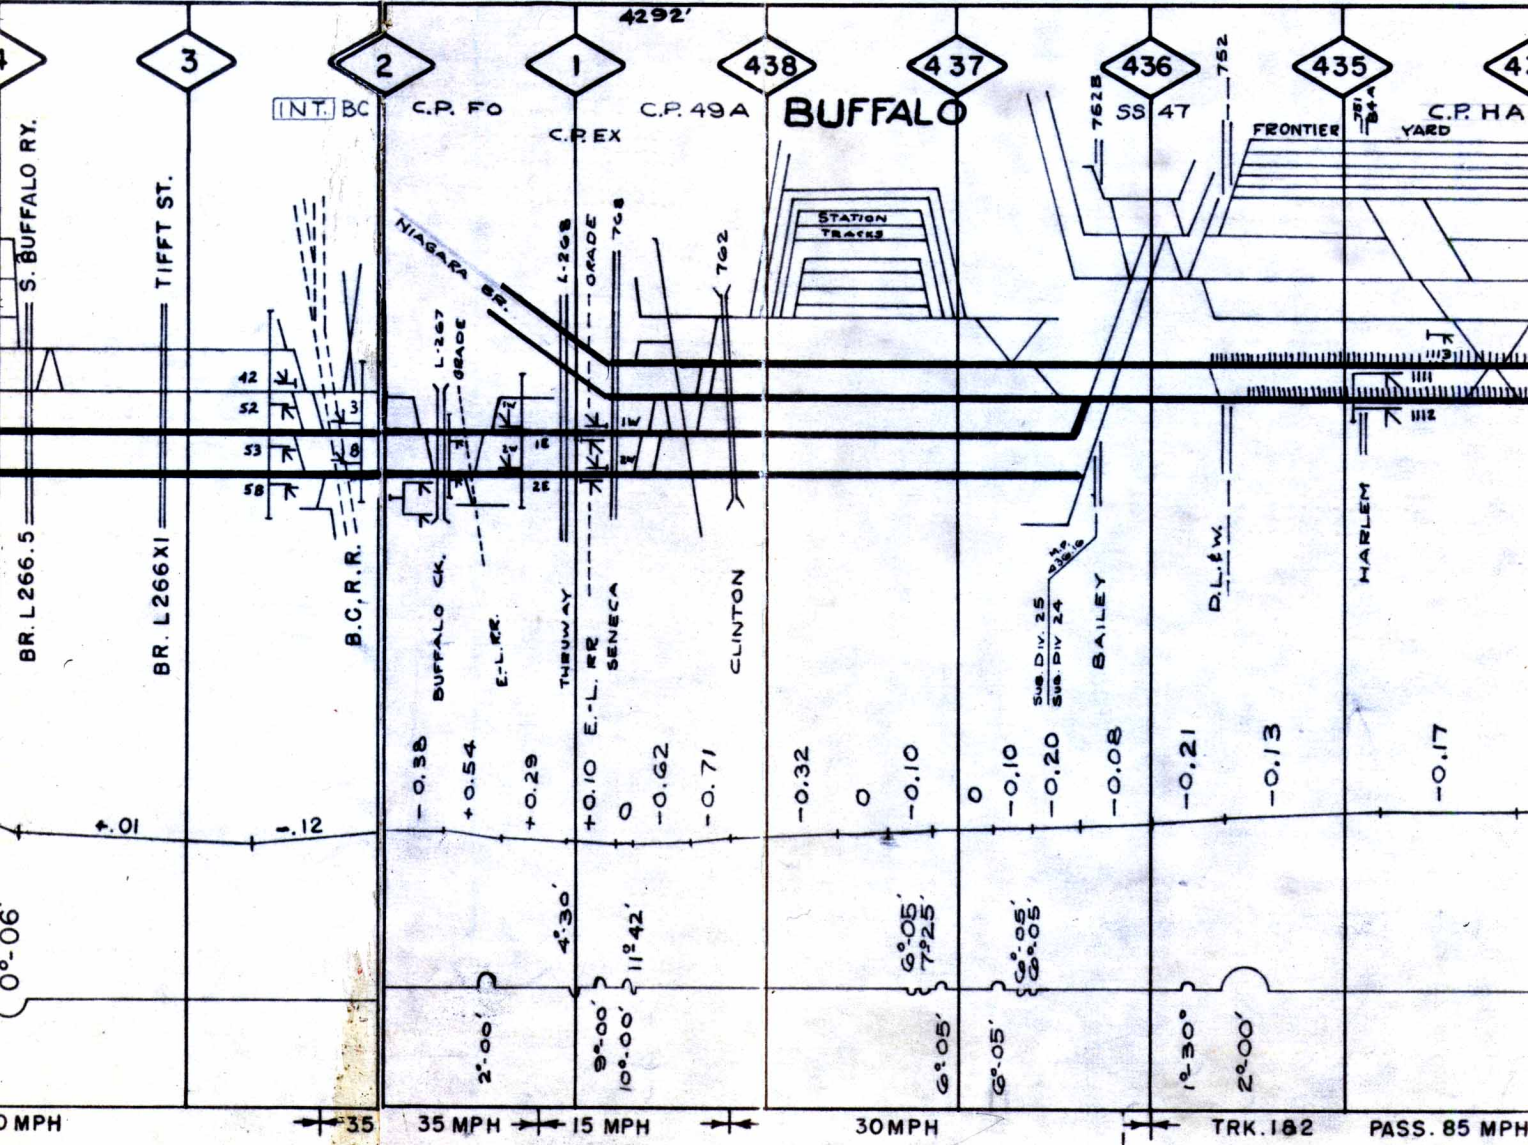 4292'
3
2
1
438
437
436
435
INT. BC
C.P. FO
C.P. EX
C.P. 49A
BUFFALO
762B
SS 47
752
FRONTIER YARD
C.P. HA
S. BUFFALO RY.
TIFFT ST.
NIAGARA BR.
L-267
GRADE
L-268
GRADE
768
762
STATION
TRACKS
42
52
53
58
3
8
1E
2E
1W
2W
1111
1112
BR. L266.5
BR. L266X1
B.C.R.R.
BUFFALO CK.
E.-L. RR.
THRUWAY
E.-L. RR
SENECA
CLINTON
M.P. 436.16
SUB. DIV. 25
SUB. DIV 24
BAILEY
D.L.&W.
HARLEM
+.01
-.12
-0.38
+0.54
+0.29
+0.10
0
-0.62
-0.71
-0.32
0
-0.10
0
-0.10
-0.20
-0.08
-0.21
-0.13
-0.17
0°-06'
2°-00'
4°-30'
9°-00'
10°-00'
11°42'
6°-05'
7°25'
6°-05'
6°-05'
6°-05'
6°-05'
1°-30'
2°-00'
0 MPH
35
35 MPH
15 MPH
30MPH
TRK. 1&2
PASS. 85 MPH